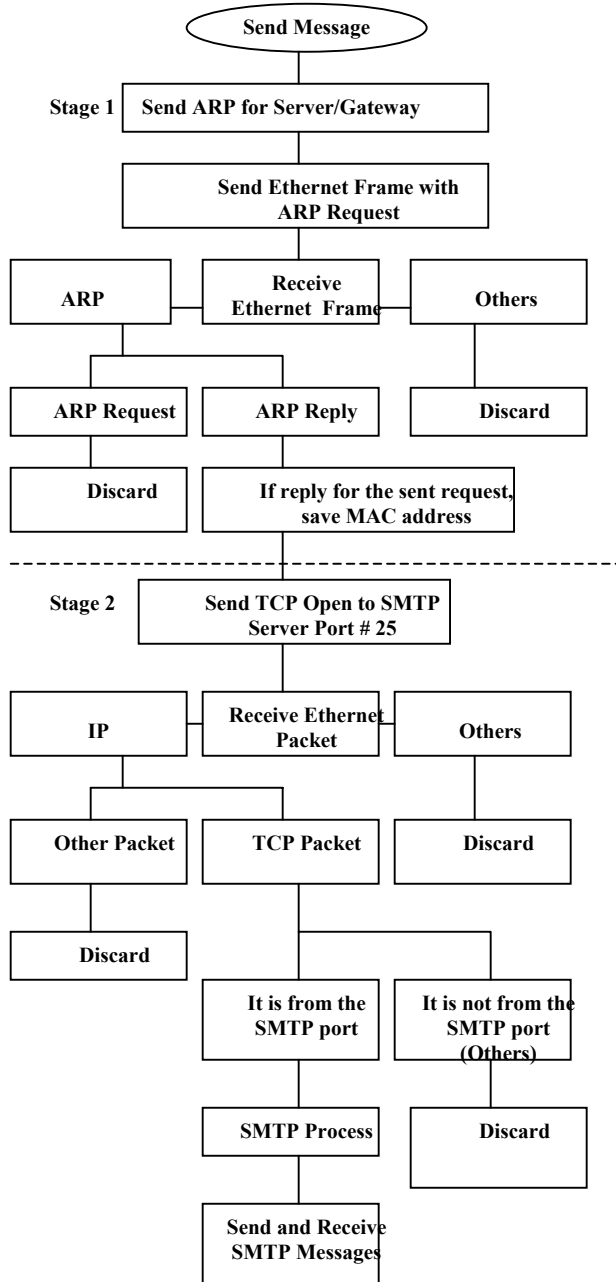 Send Message
Stage 1
Send ARP for Server/Gateway
Send Ethernet Frame with
ARP Request
ARP
Receive
Ethernet Frame
Others
ARP Request
ARP Reply
Discard
Discard
If reply for the sent request,
save MAC address
Stage 2
Send TCP Open to SMTP
Server Port # 25
IP
Receive Ethernet
Packet
Others
Other Packet
TCP Packet
Discard
Discard
It is from the
SMTP port
It is not from the
SMTP port
(Others)
SMTP Process
Discard
Send and Receive
SMTP Messages